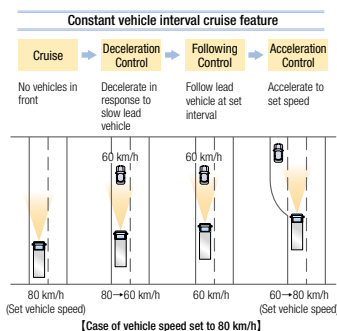 Constant vehicle interval cruise feature
Cruise
Deceleration
Control
Following
Control
Acceleration
Control
No vehicles in
front
Decelerate in
response to
slow lead
vehicle
Follow lead
vehicle at set
interval
Accelerate to
set speed
60 km/h
60 km/h
80 km/h
(Set vehicle speed)
80→60 km/h
60 km/h
60→80 km/h
(Set vehicle speed)
【Case of vehicle speed set to 80 km/h】